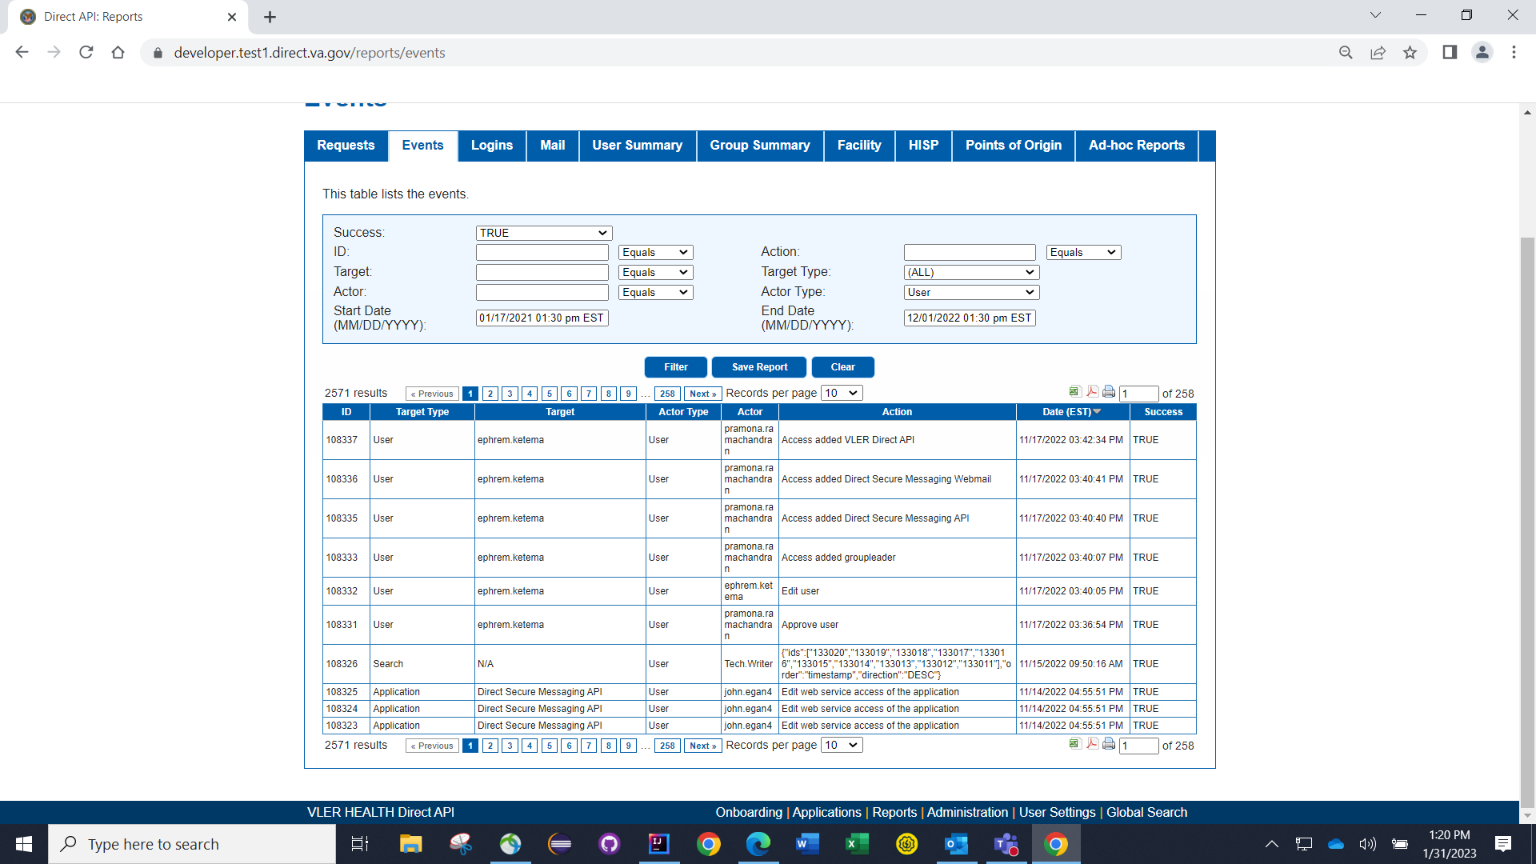 Direct API: Reports
developer.test1.direct.va.gov/reports/events
Events
Requests Events Logins Mail User Summary Group Summary Facility HISP Points of Origin Ad-hoc Reports
This table lists the events.
Success: TRUE
ID: Equals Action: Equals
Target: Equals Target Type: (ALL)
Actor: Equals Actor Type: User
Start Date (MM/DD/YYYY): 01/17/2021 01:30 pm EST End Date (MM/DD/YYYY): 12/01/2022 01:30 pm EST
Filter Save Report Clear
2571 results « Previous 1 2 3 4 5 6 7 8 9 ... 258 Next » Records per page 10 1 of 258
ID Target Type Target Actor Type Actor Action Date (EST) Success
108337 User ephrem.ketema User pramona.ramachandran Access added VLER Direct API 11/17/2022 03:42:34 PM TRUE
108336 User ephrem.ketema User pramona.ramachandran Access added Direct Secure Messaging Webmail 11/17/2022 03:40:41 PM TRUE
108335 User ephrem.ketema User pramona.ramachandran Access added Direct Secure Messaging API 11/17/2022 03:40:40 PM TRUE
108333 User ephrem.ketema User pramona.ramachandran Access added groupleader 11/17/2022 03:40:07 PM TRUE
108332 User ephrem.ketema User ephrem.ketema Edit user 11/17/2022 03:40:05 PM TRUE
108331 User ephrem.ketema User pramona.ramachandran Approve user 11/17/2022 03:36:54 PM TRUE
108326 Search N/A User Tech.Writer {"ids":["133020","133019","133018","133017","133016","133015","133014","133013","133012","133011"],"order":"timestamp","direction":"DESC"} 11/15/2022 09:50:16 AM TRUE
108325 Application Direct Secure Messaging API User john.egan4 Edit web service access of the application 11/14/2022 04:55:51 PM TRUE
108324 Application Direct Secure Messaging API User john.egan4 Edit web service access of the application 11/14/2022 04:55:51 PM TRUE
108323 Application Direct Secure Messaging API User john.egan4 Edit web service access of the application 11/14/2022 04:55:51 PM TRUE
2571 results « Previous 1 2 3 4 5 6 7 8 9 ... 258 Next » Records per page 10 1 of 258
VLER HEALTH Direct API Onboarding | Applications | Reports | Administration | User Settings | Global Search
Type here to search
1:20 PM
1/31/2023